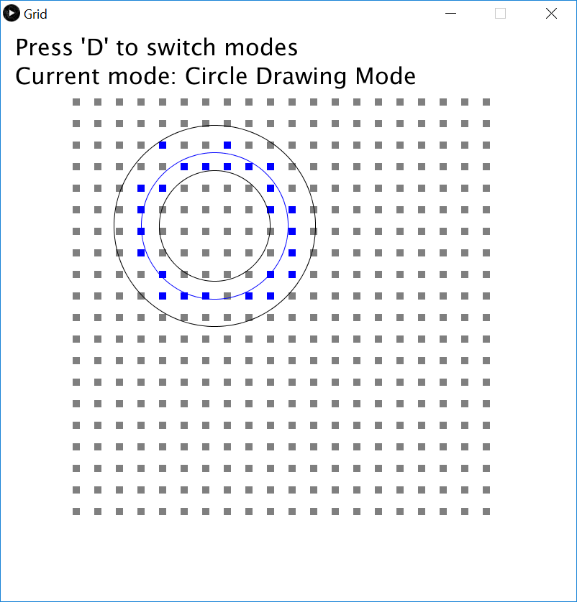 Grid
Press 'D' to switch modes
Current mode: Circle Drawing Mode